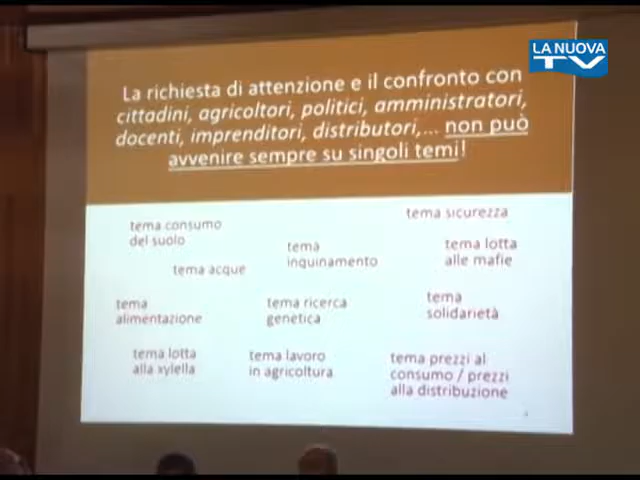 LA NUOVA
TV
La richiesta di attenzione e il confronto con
cittadini, agricoltori, politici, amministratori,
docenti, imprenditori, distributori,... non può
avvenire sempre su singoli temi!
tema consumo
del suolo
tema sicurezza
tema acque
tema
inquinamento
tema lotta
alle mafie
tema
alimentazione
tema ricerca
genetica
tema
solidarietà
tema lotta
alla xylella
tema lavoro
in agricoltura
tema prezzi al
consumo / prezzi
alla distribuzione